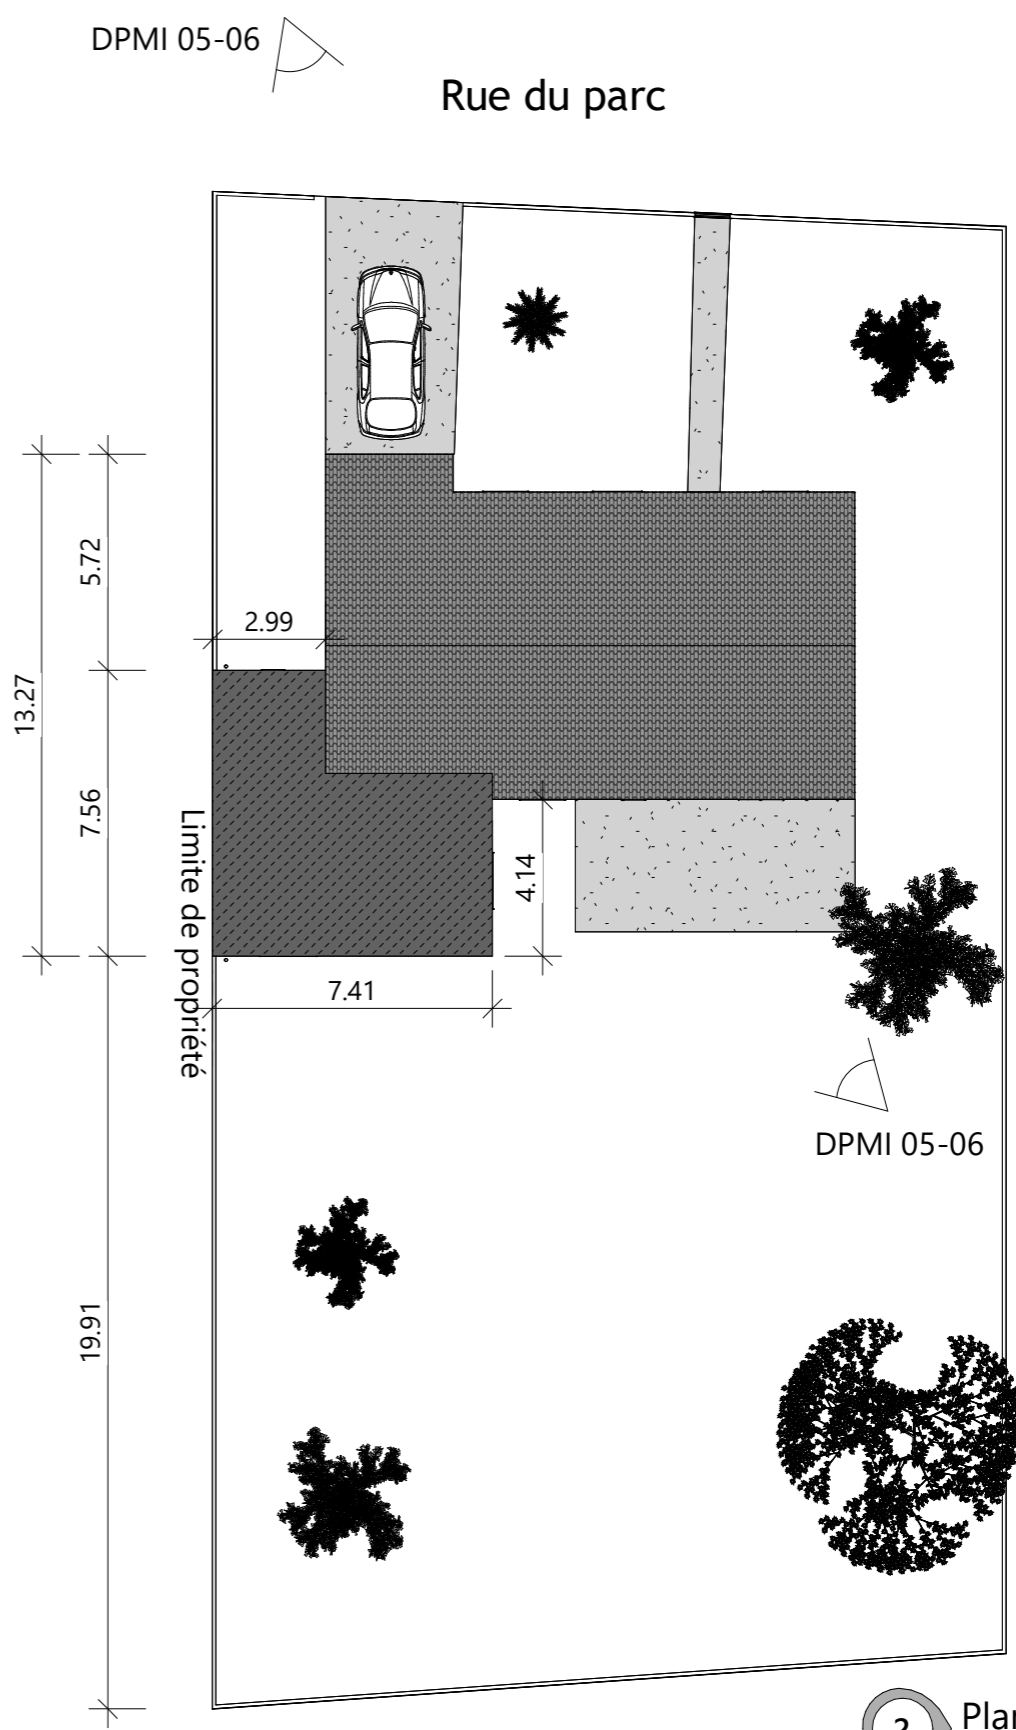 DPMI 05-06
Rue du parc
5.72
2.99
13.27
7.56
Limite de propriété
4.14
7.41
DPMI 05-06
19.91
2